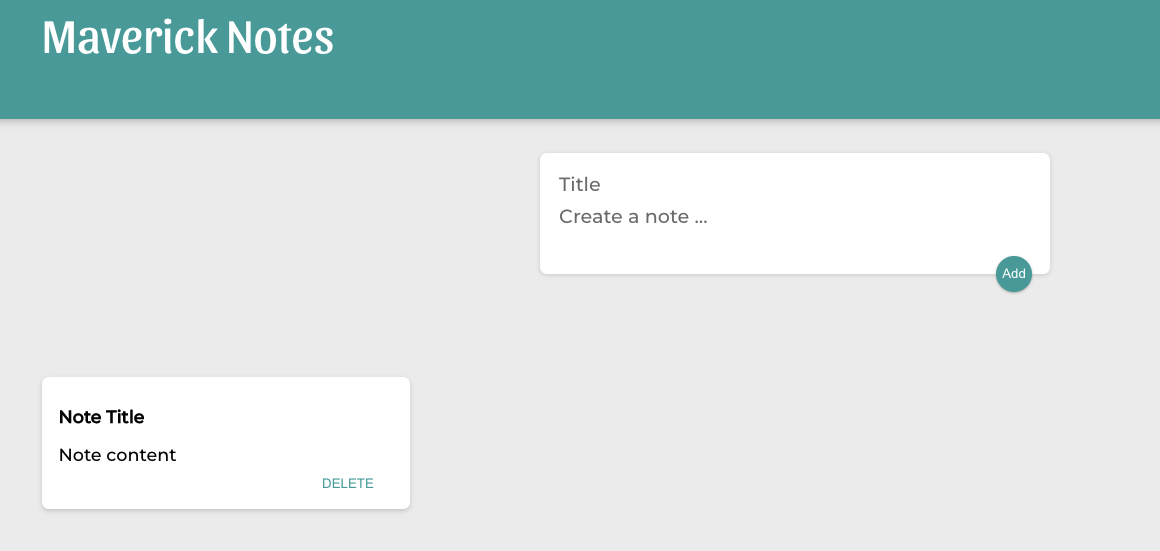 Maverick Notes
Title
Create a note ...
Add
Note Title
Note content
DELETE